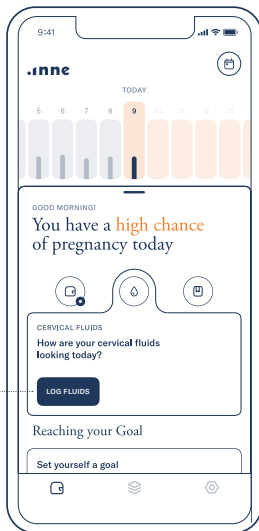 9:41
.ınne
TODAY
5 6 7 8 9 10 11 12 13
GOOD MORNING!
You have a high chance
of pregnancy today
CERVICAL FLUIDS
How are your cervical fluids
looking today?
LOG FLUIDS
Reaching your Goal
Set yourself a goal